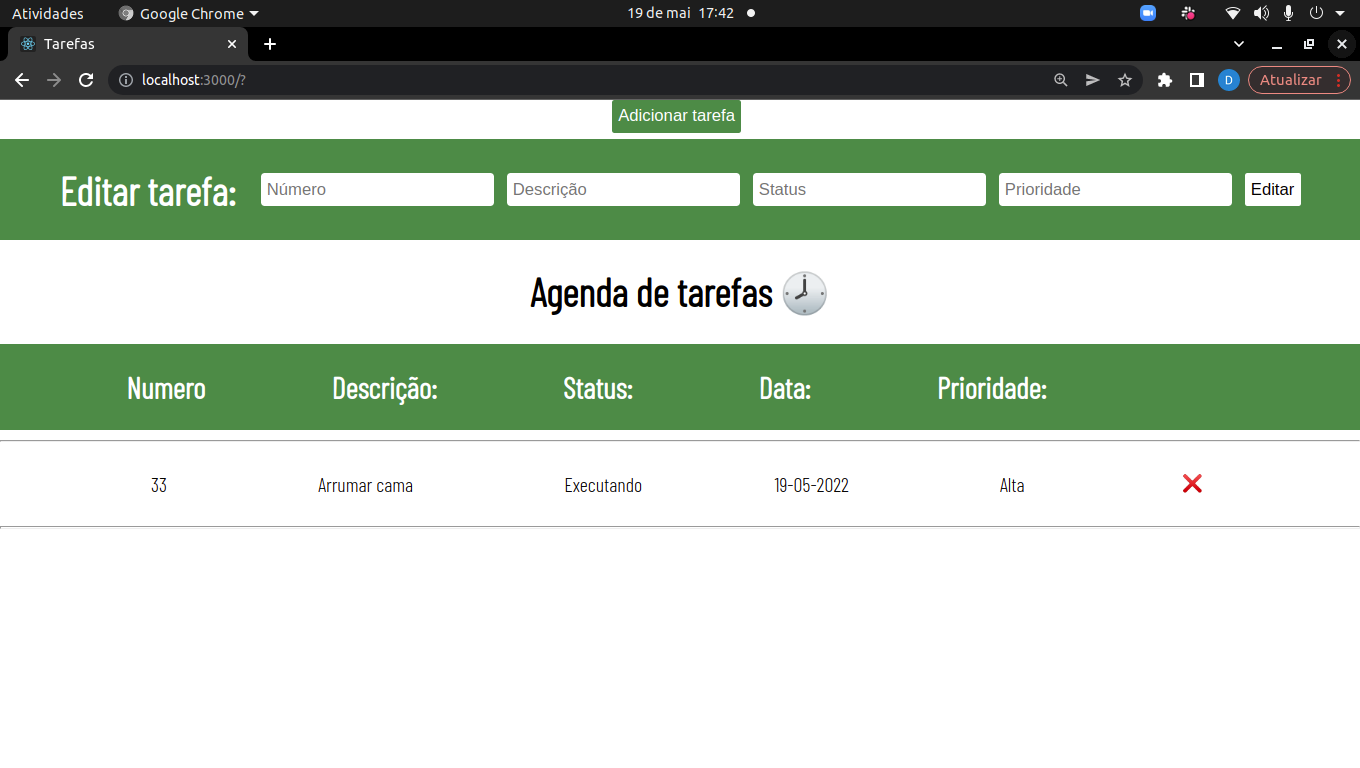 Atividades Google Chrome 19 de mai 17:42
Tarefas
localhost:3000/? D Atualizar
Adicionar tarefa
Editar tarefa: Número Descrição Status Prioridade Editar
Agenda de tarefas
Numero Descrição: Status: Data: Prioridade:
33 Arrumar cama Executando 19-05-2022 Alta